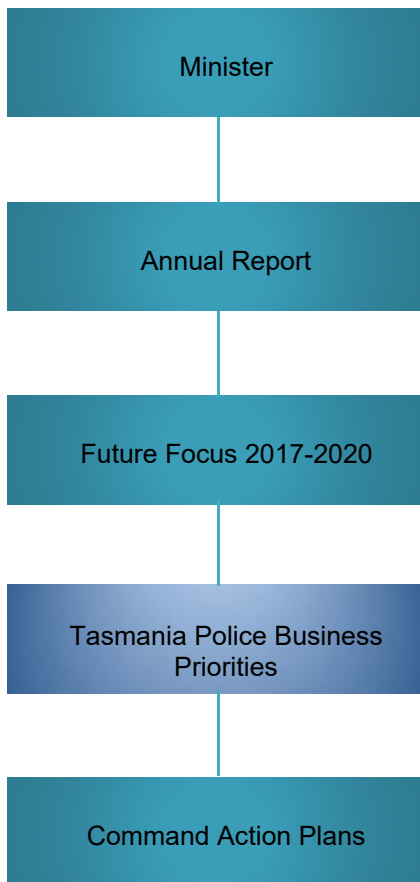 Minister
Annual Report
Future Focus 2017-2020
Tasmania Police Business
Priorities
Command Action Plans